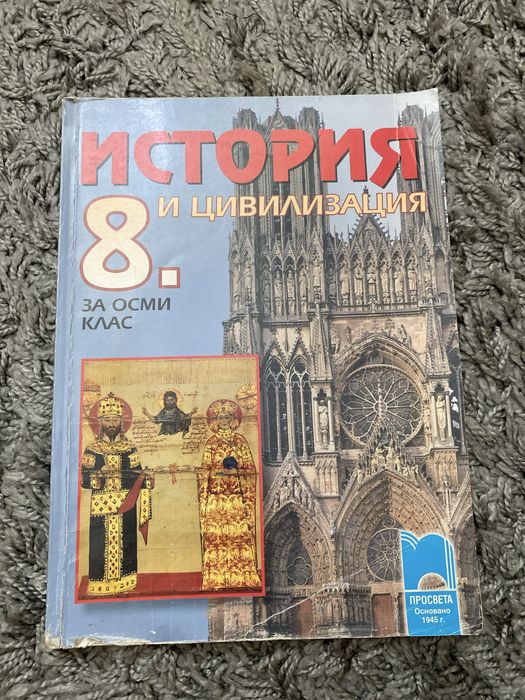 ИСТОРИЯ
И ЦИВИЛИЗАЦИЯ
8.
ЗА ОСМИ
КЛАС
ПРОСВЕТА
Основано
1945 г.